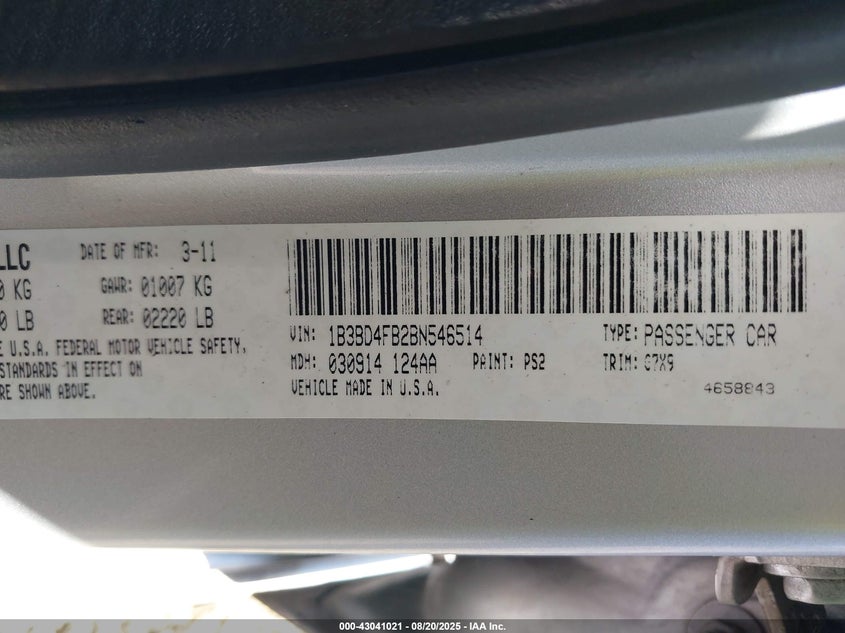 LLC DATE OF MFR: 3-11
0 KG GAWR: 01007 KG
0 LB REAR: 02220 LB
E U.S.A. FEDERAL MOTOR VEHICLE SAFETY,
STANDARDS IN EFFECT ON
RE SHOWN ABOVE.
VIN: 1B3BD4FB2BN546514 TYPE: PASSENGER CAR
MDH: 030914 124AA PAINT: PS2 TRIM: G7X9
VEHICLE MADE IN U.S.A. 4658843
000-43041021 - 08/20/2025 - IAA Inc.